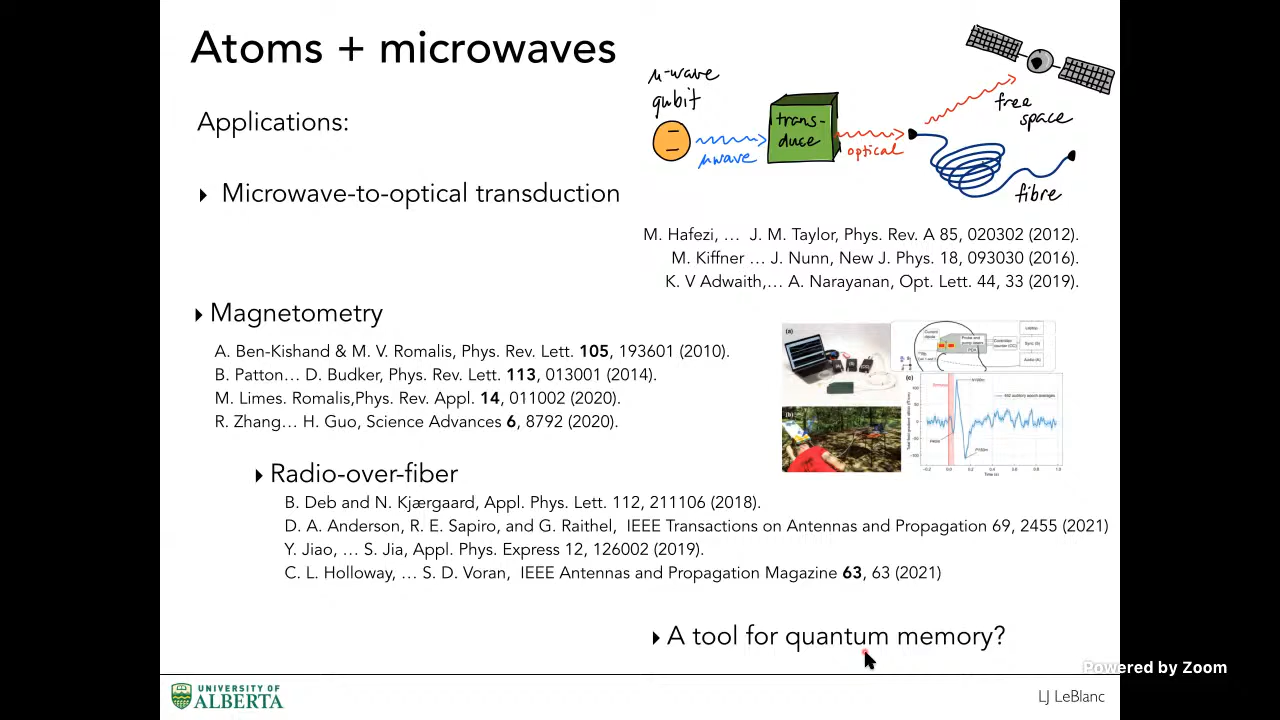 Atoms + microwaves
Applications:
μ-wave
qubit
trans-
duce
μwave
optical
free
space
fibre
▸ Microwave-to-optical transduction
M. Hafezi, … J. M. Taylor, Phys. Rev. A 85, 020302 (2012).
M. Kiffner … J. Nunn, New J. Phys. 18, 093030 (2016).
K. V Adwaith,… A. Narayanan, Opt. Lett. 44, 33 (2019).
▸ Magnetometry
A. Ben-Kish and & M. V. Romalis, Phys. Rev. Lett. 105, 193601 (2010).
B. Patton… D. Budker, Phys. Rev. Lett. 113, 013001 (2014).
M. Limes. Romalis,Phys. Rev. Appl. 14, 011002 (2020).
R. Zhang… H. Guo, Science Advances 6, 8792 (2020).
(a)
(b)
(c)
Time (s)
▸ Radio-over-fiber
B. Deb and N. Kjærgaard, Appl. Phys. Lett. 112, 211106 (2018).
D. A. Anderson, R. E. Sapiro, and G. Raithel, IEEE Transactions on Antennas and Propagation 69, 2455 (2021)
Y. Jiao, … S. Jia, Appl. Phys. Express 12, 126002 (2019).
C. L. Holloway, … S. D. Voran, IEEE Antennas and Propagation Magazine 63, 63 (2021)
▸ A tool for quantum memory?
Powered by Zoom
UNIVERSITY OF
ALBERTA
LJ LeBlanc